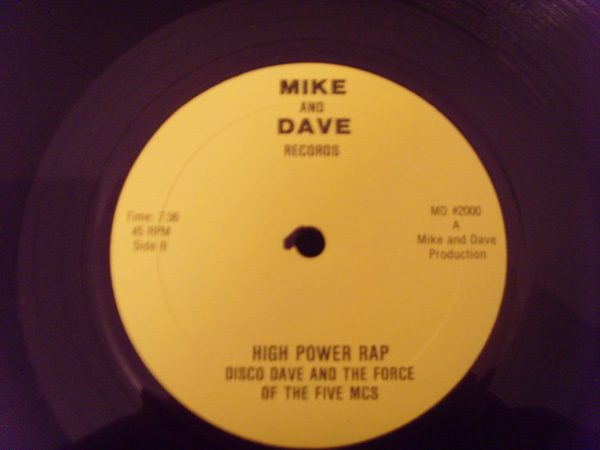 MIKE
AND
DAVE
RECORDS
Time: 7:36
45 RPM
Side B
MD #2000
A
Mike and Dave
Production
HIGH POWER RAP
DISCO DAVE AND THE FORCE
OF THE FIVE MCS